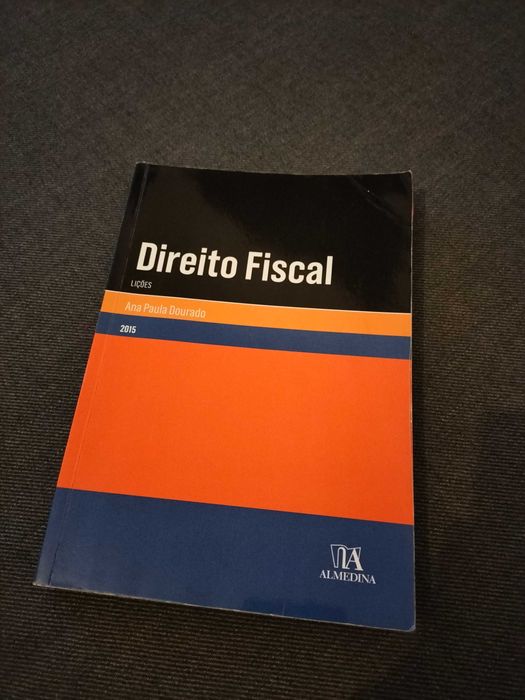 Direito Fiscal
LIÇÕES
Ana Paula Dourado
2015
ALMEDINA